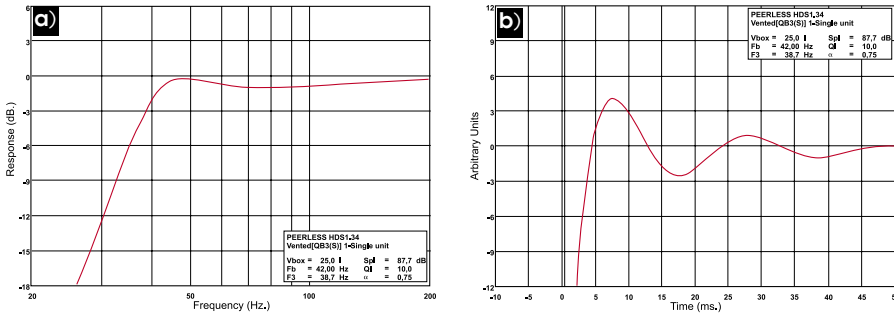 a)
3
0
-3
-6
-9
-12
-15
-18
Response (dB.)
PEERLESS HDS1.34
Vented[QB3(S)] 1-Single unit
Vbox = 25,0 l Spl = 87,7 dB
Fb = 42,00 Hz Ql = 10,0
F3 = 38,7 Hz α = 0,75
20 50 100 200
Frequency (Hz.)
b)
12
9
6
3
0
-3
-6
-9
-12
Arbitrary Units
PEERLESS HDS1.34
Vented[QB3(S)] 1-Single unit
Vbox = 25,0 l Spl = 87,7 dB
Fb = 42,00 Hz Ql = 10,0
F3 = 38,7 Hz α = 0,75
-10 -5 0 5 10 15 20 25 30 35 40 45
Time (ms.)